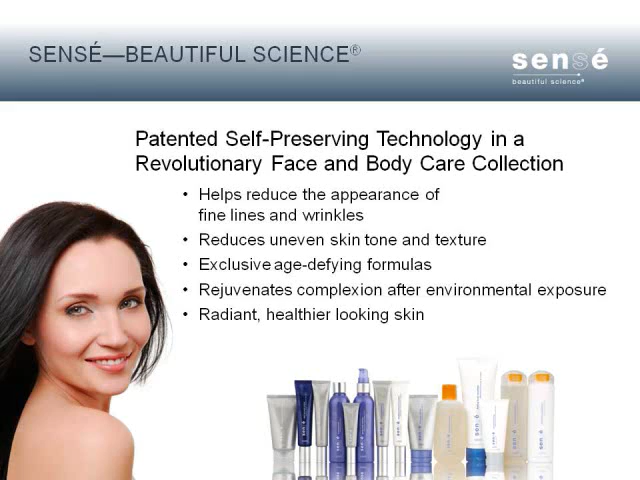 SENSÉ—BEAUTIFUL SCIENCE®
sensé
beautiful science®
Patented Self-Preserving Technology in a
Revolutionary Face and Body Care Collection
• Helps reduce the appearance of
fine lines and wrinkles
• Reduces uneven skin tone and texture
• Exclusive age-defying formulas
• Rejuvenates complexion after environmental exposure
• Radiant, healthier looking skin
sensé